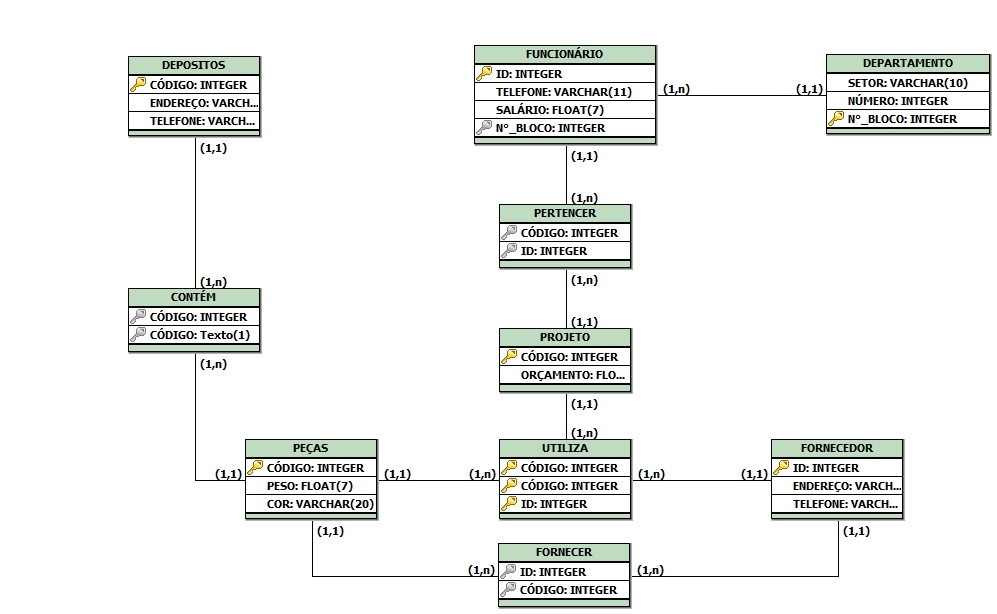 DEPOSITOS
CÓDIGO: INTEGER
ENDEREÇO: VARCH...
TELEFONE: VARCH...
(1,1)
FUNCIONÁRIO
ID: INTEGER
TELEFONE: VARCHAR(11)
SALÁRIO: FLOAT(7)
Nº_BLOCO: INTEGER
(1,n)
(1,1)
DEPARTAMENTO
SETOR: VARCHAR(10)
NÚMERO: INTEGER
Nº_BLOCO: INTEGER
(1,1)
(1,n)
PERTENCER
CÓDIGO: INTEGER
ID: INTEGER
(1,n)
(1,n)
CONTÉM
CÓDIGO: INTEGER
CÓDIGO: Texto(1)
(1,n)
(1,1)
PROJETO
CÓDIGO: INTEGER
ORÇAMENTO: FLO...
(1,1)
(1,n)
(1,1)
PEÇAS
CÓDIGO: INTEGER
PESO: FLOAT(7)
COR: VARCHAR(20)
(1,1)
(1,n)
UTILIZA
CÓDIGO: INTEGER
CÓDIGO: INTEGER
ID: INTEGER
(1,n)
(1,1)
FORNECEDOR
ID: INTEGER
ENDEREÇO: VARCH...
TELEFONE: VARCH...
(1,1)
(1,1)
(1,n)
FORNECER
ID: INTEGER
CÓDIGO: INTEGER
(1,n)